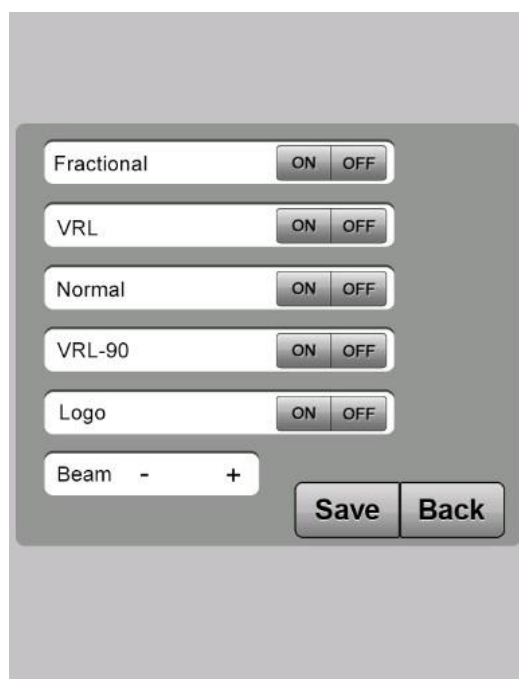 Fractional ON OFF
VRL ON OFF
Normal ON OFF
VRL-90 ON OFF
Logo ON OFF
Beam - +
Save Back